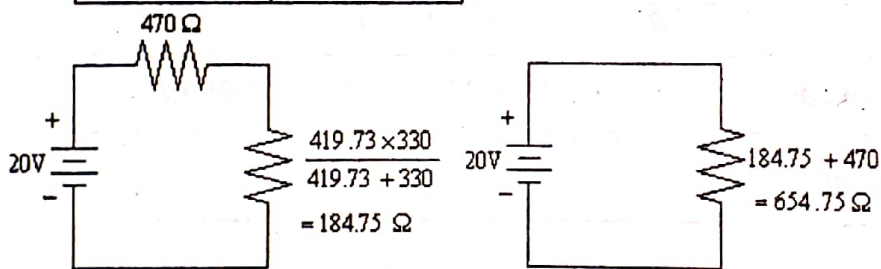 470 Ω
+
20V
−
419.73 × 330
419.73 + 330
= 184.75 Ω
+
20V
−
184.75 + 470
= 654.75 Ω